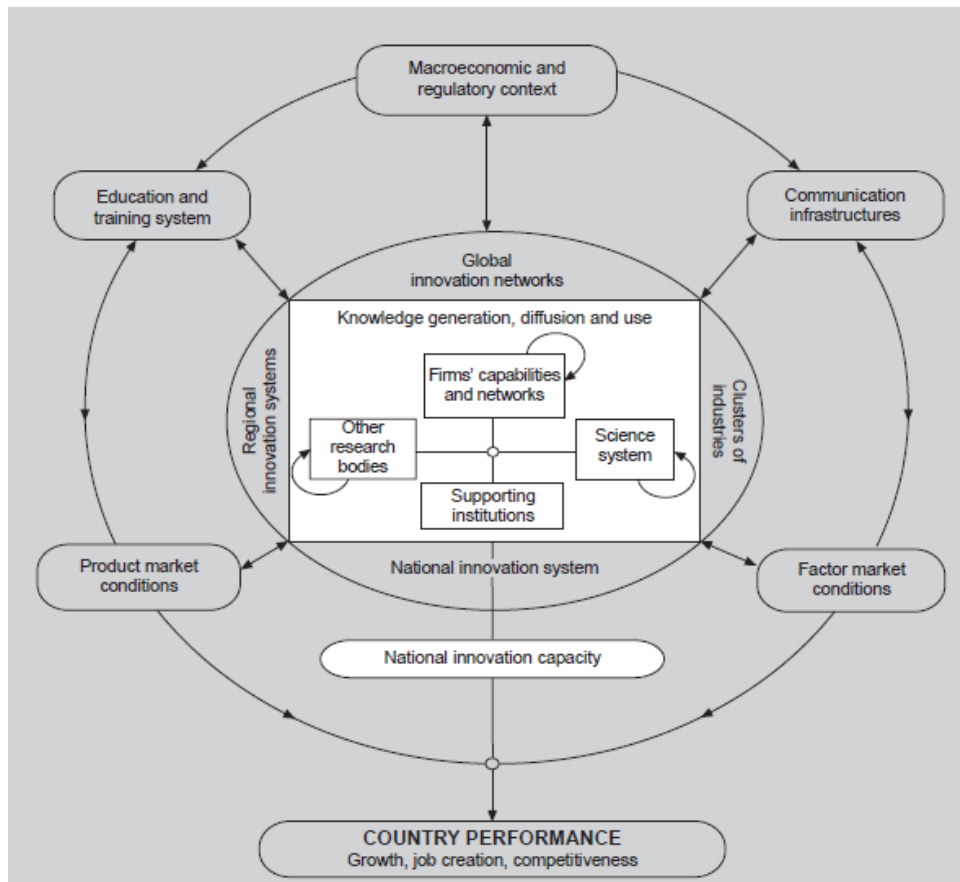 Macroeconomic and
regulatory context
Education and
training system
Communication
infrastructures
Global
innovation networks
Knowledge generation, diffusion and use
Regional
innovation systems
Clusters of
industries
Firms' capabilities
and networks
Other
research
bodies
Science
system
Supporting
institutions
Product market
conditions
National innovation system
Factor market
conditions
National innovation capacity
COUNTRY PERFORMANCE
Growth, job creation, competitiveness